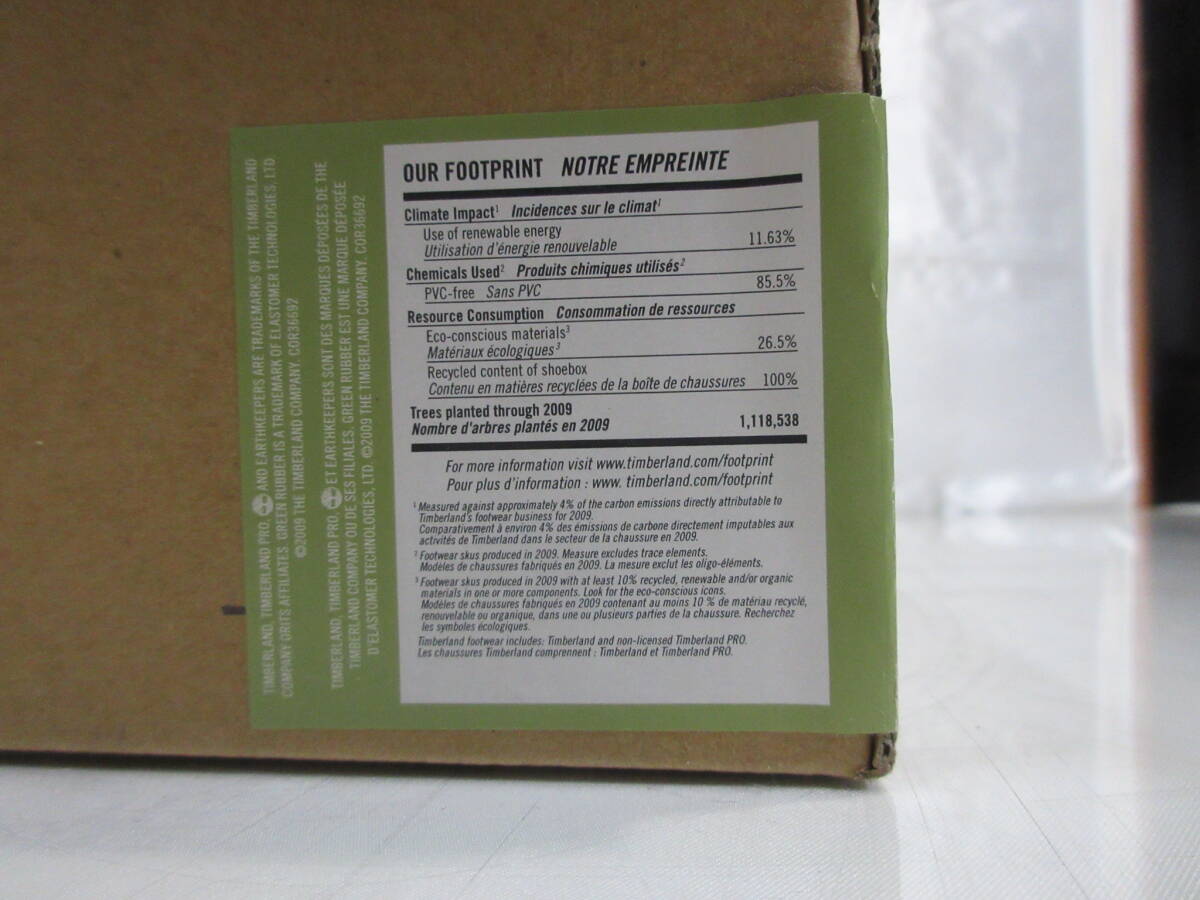 OUR FOOTPRINT NOTRE EMPREINTE
Climate Impact¹ Incidences sur le climat¹
Use of renewable energy
Utilisation d'énergie renouvelable 11.63%
Chemicals Used² Produits chimiques utilisés²
PVC-free Sans PVC 85.5%
Resource Consumption Consommation de ressources
Eco-conscious materials³
Matériaux écologiques³ 26.5%
Recycled content of shoebox
Contenu en matières recyclées de la boîte de chaussures 100%
Trees planted through 2009
Nombre d'arbres plantés en 2009 1,118,538
For more information visit www.timberland.com/footprint
Pour plus d'information : www. timberland.com/footprint
¹ Measured against approximately 4% of the carbon emissions directly attributable to
Timberland's footwear business for 2009.
Comparativement à environ 4% des émissions de carbone directement imputables aux
activités de Timberland dans le secteur de la chaussure en 2009.
² Footwear skus produced in 2009. Measure excludes trace elements.
Modèles de chaussures fabriqués en 2009. La mesure exclut les oligo-éléments.
³ Footwear skus produced in 2009 with at least 10% recycled, renewable and/or organic
materials in one or more components. Look for the eco-conscious icons.
Modèles de chaussures fabriqués en 2009 contenant au moins 10 % de matériau recyclé,
renouvelable ou organique, dans une ou plusieurs parties de la chaussure. Recherchez
les symboles écologiques.
Timberland footwear includes: Timberland and non-licensed Timberland PRO.
Les chaussures Timberland comprennent : Timberland et Timberland PRO.
TIMBERLAND, TIMBERLAND PRO, AND EARTHKEEPERS ARE TRADEMARKS OF THE TIMBERLAND
COMPANY OR ITS AFFILIATES. GREEN RUBBER IS A TRADEMARK OF ELASTOMER TECHNOLOGIES, LTD.
©2009 THE TIMBERLAND COMPANY. COR36692
TIMBERLAND, TIMBERLAND PRO, ET EARTHKEEPERS SONT DES MARQUES DÉPOSÉES DE THE
TIMBERLAND COMPANY OU DE SES FILIALES. GREEN RUBBER EST UNE MARQUE DÉPOSÉE
D'ELASTOMER TECHNOLOGIES, LTD. ©2009 THE TIMBERLAND COMPANY. COR36692